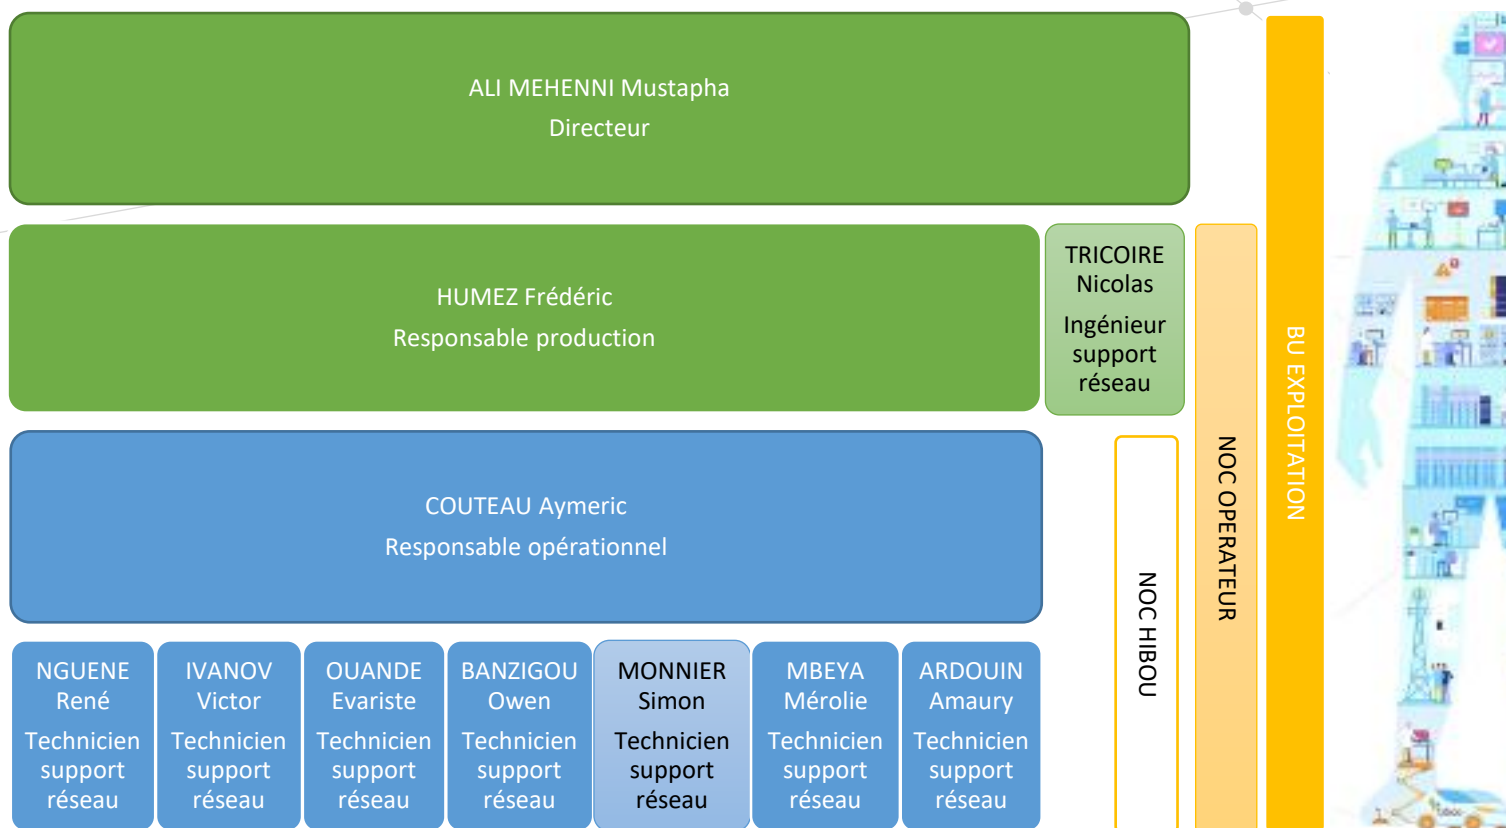 ALI MEHENNI Mustapha
Directeur
HUMEZ Frédéric
Responsable production
TRICOIRE
Nicolas
Ingénieur
support
réseau
COUTEAU Aymeric
Responsable opérationnel
NGUENE
René
Technicien
support
réseau
IVANOV
Victor
Technicien
support
réseau
OUANDE
Evariste
Technicien
support
réseau
BANZIGOU
Owen
Technicien
support
réseau
MONNIER
Simon
Technicien
support
réseau
MBEYA
Mérolie
Technicien
support
réseau
ARDOUIN
Amaury
Technicien
support
réseau
NOC HIBOU
NOC OPERATEUR
BU EXPLOITATION